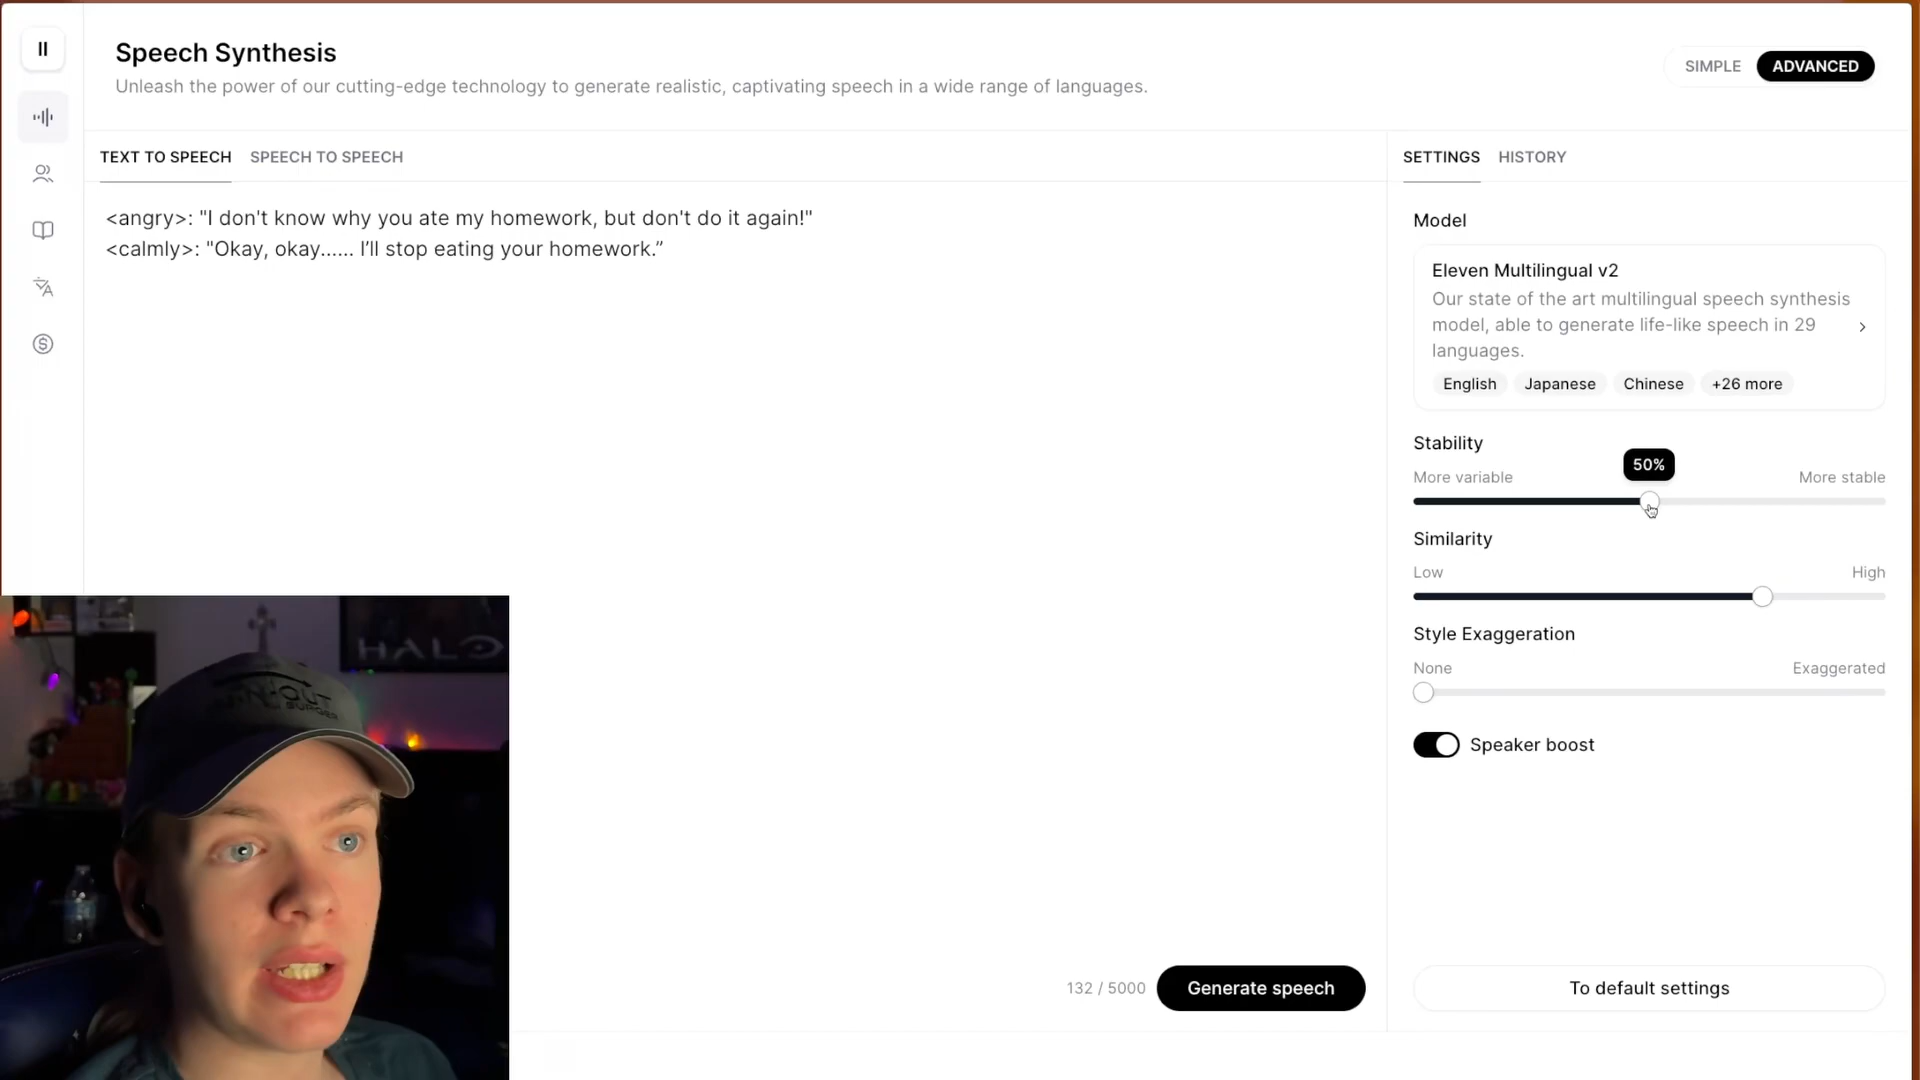 Speech Synthesis
Unleash the power of our cutting-edge technology to generate realistic, captivating speech in a wide range of languages.
SIMPLE ADVANCED
TEXT TO SPEECH SPEECH TO SPEECH
<angry>: "I don't know why you ate my homework, but don't do it again!"
<calmly>: "Okay, okay...... I’ll stop eating your homework.”
132 / 5000 Generate speech
SETTINGS HISTORY
Model
Eleven Multilingual v2
Our state of the art multilingual speech synthesis
model, able to generate life-like speech in 29
languages.
English Japanese Chinese +26 more
Stability
50%
More variable More stable
Similarity
Low High
Style Exaggeration
None Exaggerated
Speaker boost
To default settings
HALO
BURGER